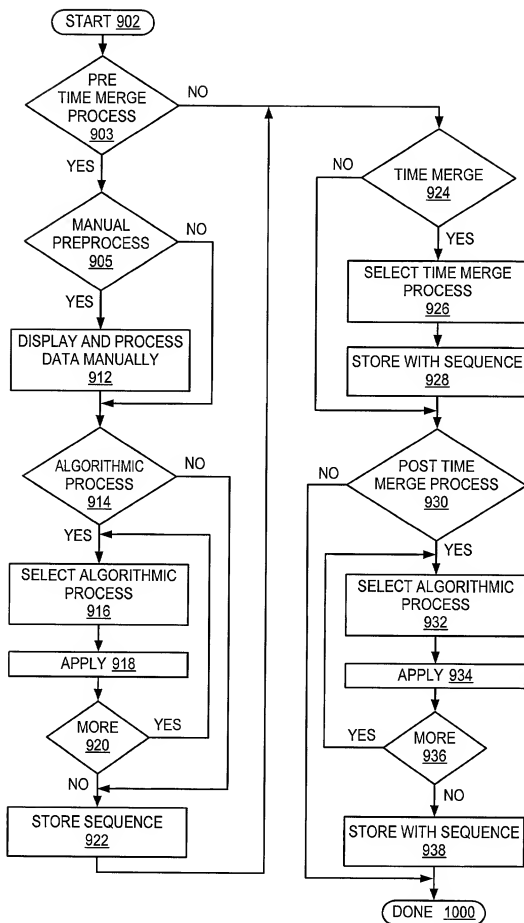 START 902
PRE
TIME MERGE
PROCESS
903
NO
YES
MANUAL
PREPROCESS
905
NO
YES
DISPLAY AND PROCESS
DATA MANUALLY
912
ALGORITHMIC
PROCESS
914
NO
YES
SELECT ALGORITHMIC
PROCESS
916
APPLY 918
MORE
920
YES
NO
STORE SEQUENCE
922
TIME MERGE
924
NO
YES
SELECT TIME MERGE
PROCESS
926
STORE WITH SEQUENCE
928
POST TIME
MERGE PROCESS
930
NO
YES
SELECT ALGORITHMIC
PROCESS
932
APPLY 934
MORE
936
YES
NO
STORE WITH SEQUENCE
938
DONE 1000